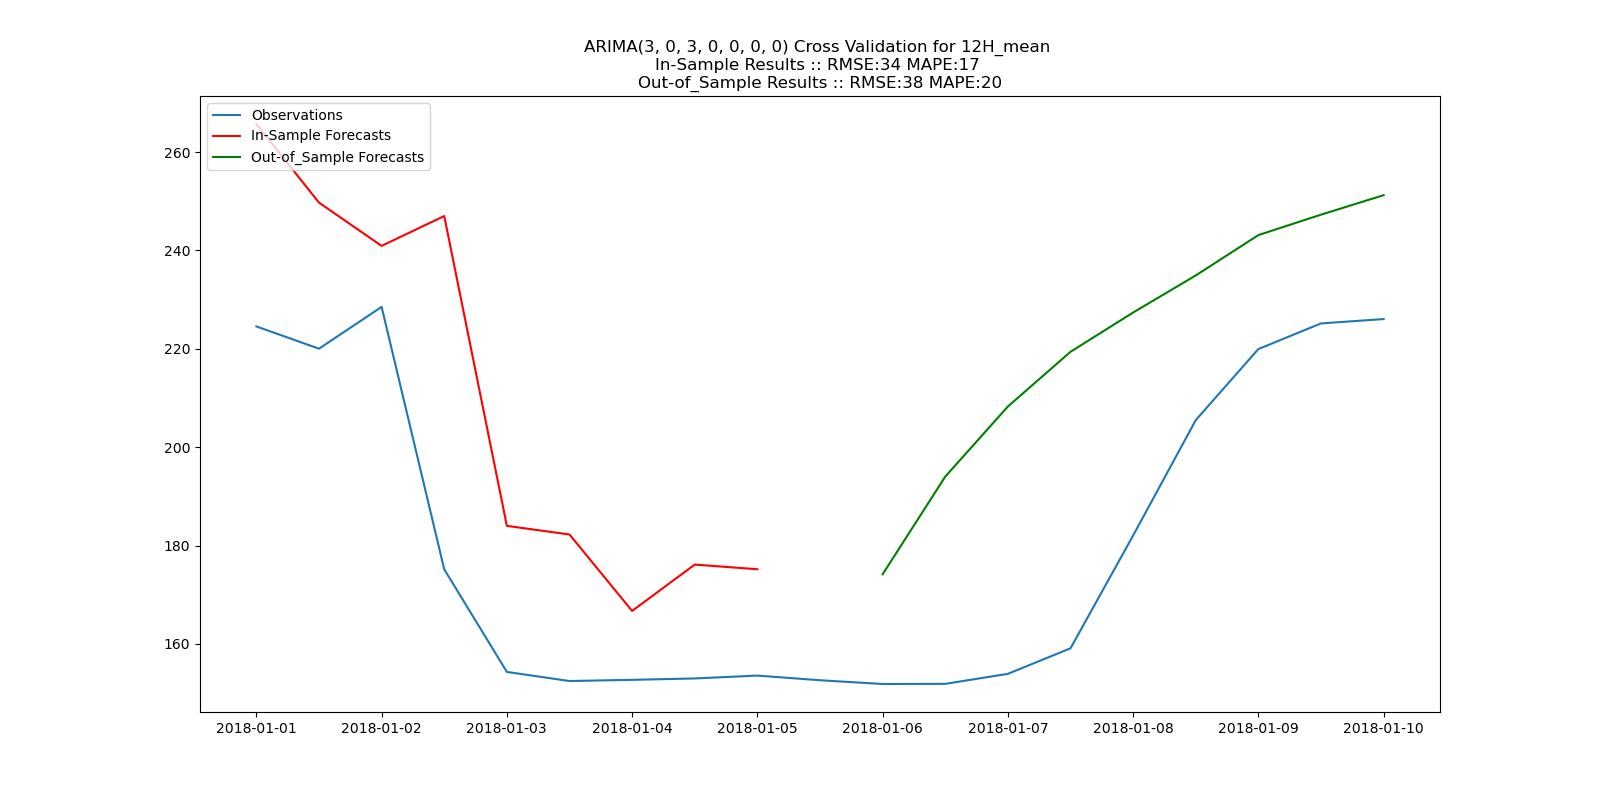 ARIMA(3, 0, 3, 0, 0, 0, 0) Cross Validation for 12H_mean
In-Sample Results :: RMSE:34 MAPE:17
Out-of_Sample Results :: RMSE:38 MAPE:20
Observations
In-Sample Forecasts
Out-of_Sample Forecasts
260
240
220
200
180
160
2018-01-01 2018-01-02 2018-01-03 2018-01-04 2018-01-05 2018-01-06 2018-01-07 2018-01-08 2018-01-09 2018-01-10